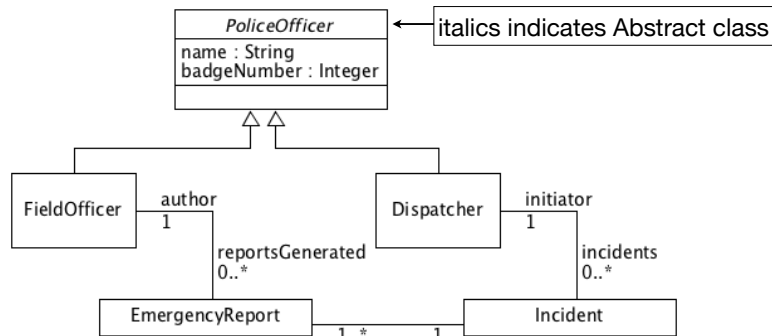 PoliceOfficer
italics indicates Abstract class
name : String
badgeNumber : Integer
FieldOfficer
author
1
Dispatcher
initiator
1
reportsGenerated
0..*
incidents
0..*
EmergencyReport
1..*
1
Incident